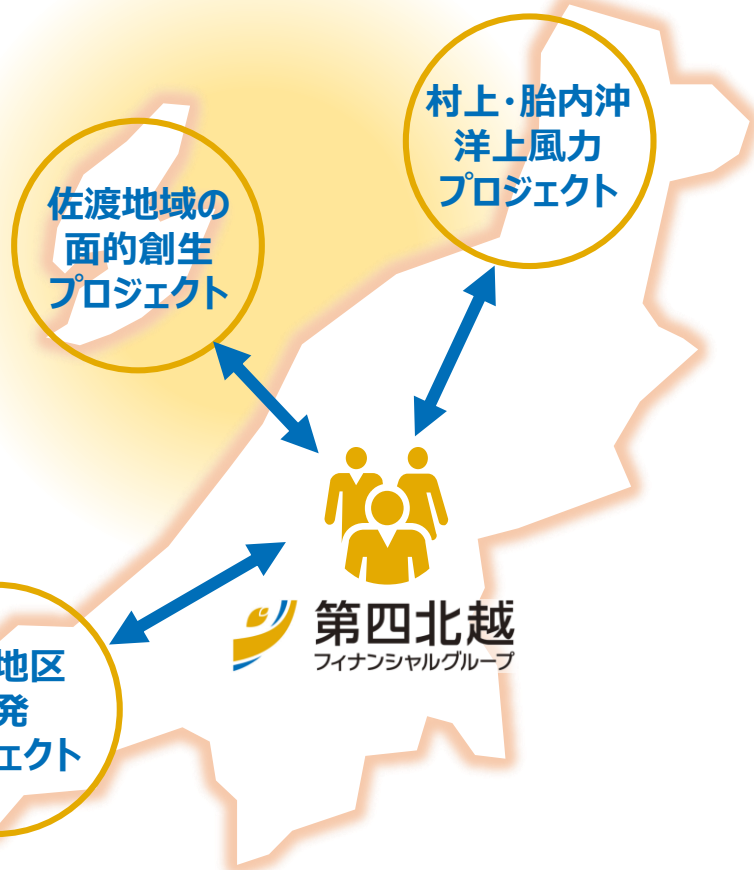 村上・胎内沖
洋上風力
プロジェクト
佐渡地域の
面的創生
プロジェクト
第四北越
フィナンシャルグループ
地区
発
ェクト